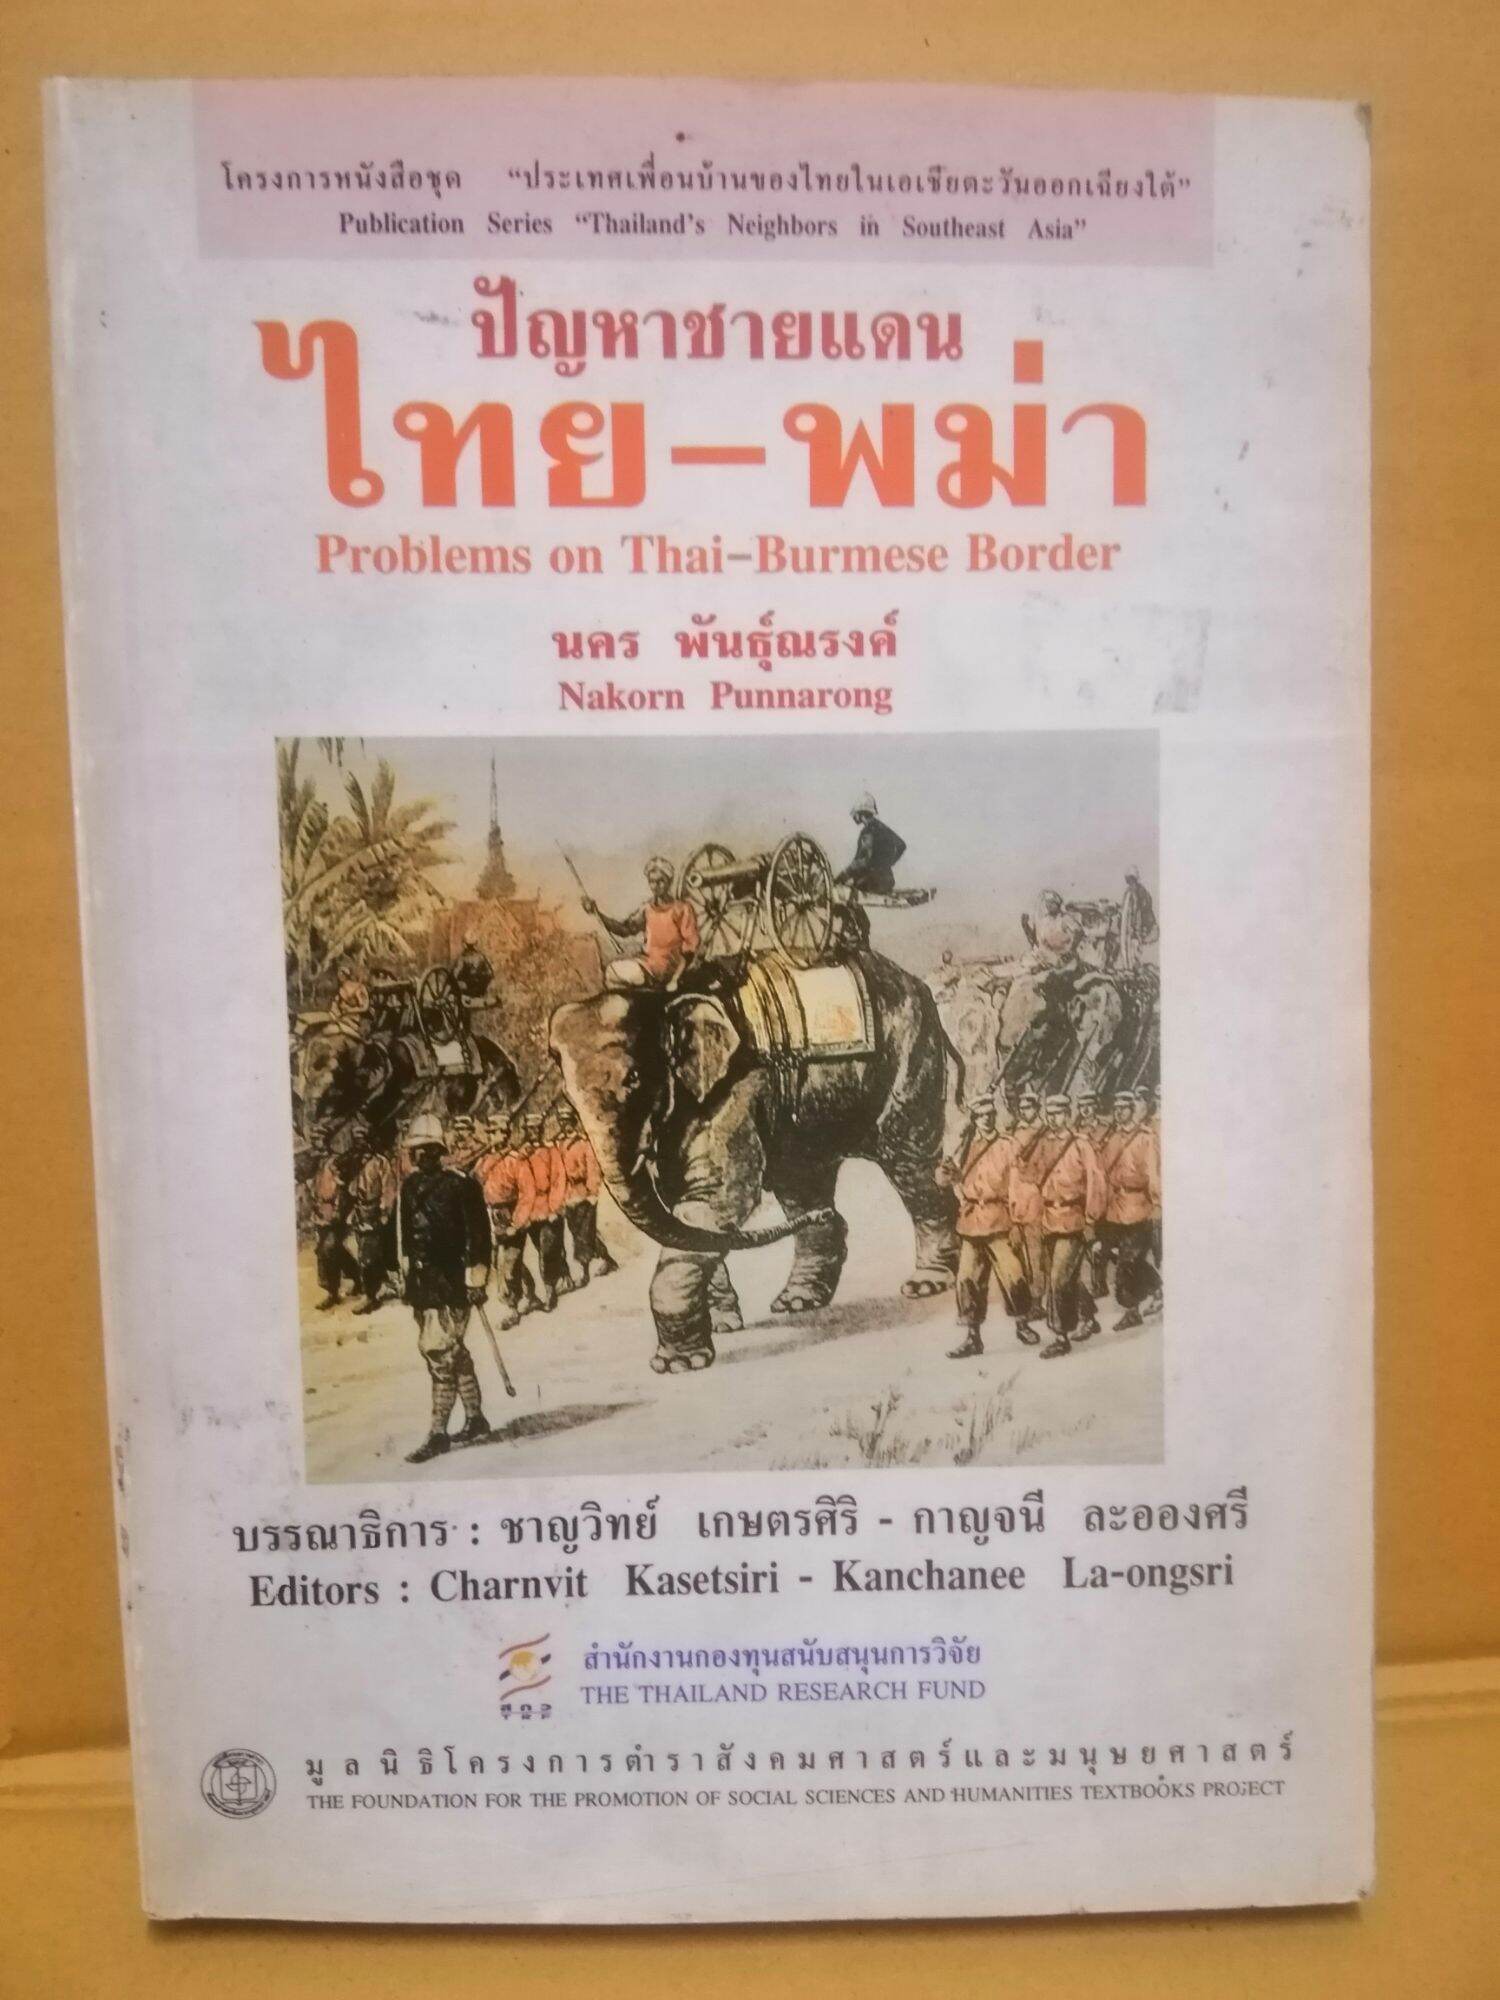 โครงการหนังสือชุด "ประเทศเพื่อนบ้านของไทยในเอเชียตะวันออกเฉียงใต้"
Publication Series "Thailand's Neighbors in Southeast Asia"
ปัญหาชายแดน
ไทย–พม่า
Problems on Thai–Burmese Border
นคร พันธุ์ณรงค์
Nakorn Punnarong
บรรณาธิการ : ชาญวิทย์ เกษตรศิริ - กาญจนี ละอองศรี
Editors : Charnvit Kasetsiri - Kanchanee La-ongsri
สำนักงานกองทุนสนับสนุนการวิจัย
THE THAILAND RESEARCH FUND
สกว
มูลนิธิโครงการตำราสังคมศาสตร์และมนุษยศาสตร์
THE FOUNDATION FOR THE PROMOTION OF SOCIAL SCIENCES AND HUMANITIES TEXTBOOKS PROJECT